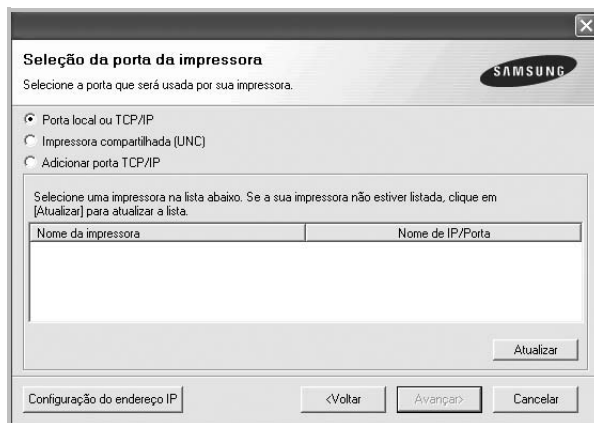 Seleção da porta da impressora
Selecione a porta que será usada por sua impressora.
SAMSUNG
Porta local ou TCP/IP
Impressora compartilhada (UNC)
Adicionar porta TCP/IP
Selecione uma impressora na lista abaixo. Se a sua impressora não estiver listada, clique em
[Atualizar] para atualizar a lista.
Nome da impressora Nome de IP/Porta
Atualizar
Configuração do endereço IP <Voltar Avançar> Cancelar